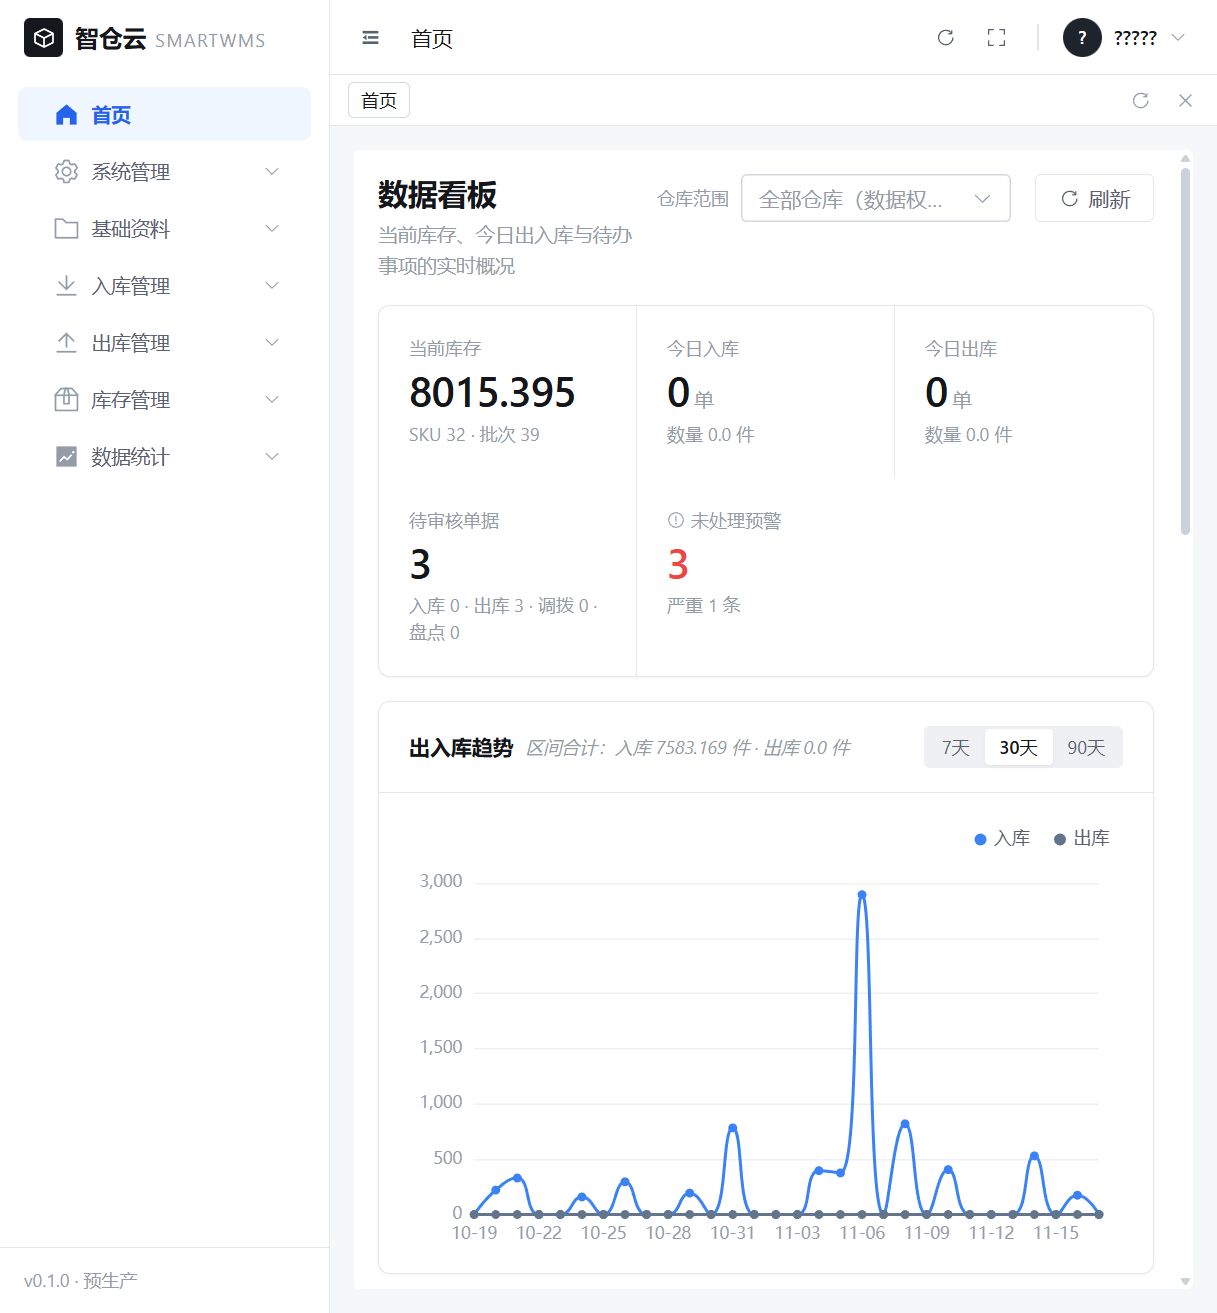 智仓云 SMARTWMS
首页
系统管理
基础资料
入库管理
出库管理
库存管理
数据统计
v0.1.0 · 预生产
首页
? ?????
首页
数据看板
当前库存、今日出入库与待办
事项的实时概况
仓库范围 全部仓库（数据权... 刷新
当前库存
8015.395
SKU 32 · 批次 39
今日入库
0 单
数量 0.0 件
今日出库
0 单
数量 0.0 件
待审核单据
3
入库 0 · 出库 3 · 调拨 0 ·
盘点 0
未处理预警
3
严重 1 条
出入库趋势 区间合计：入库 7583.169 件 · 出库 0.0 件
7天 30天 90天
入库 出库
3,000
2,500
2,000
1,500
1,000
500
0
10-19 10-22 10-25 10-28 10-31 11-03 11-06 11-09 11-12 11-15